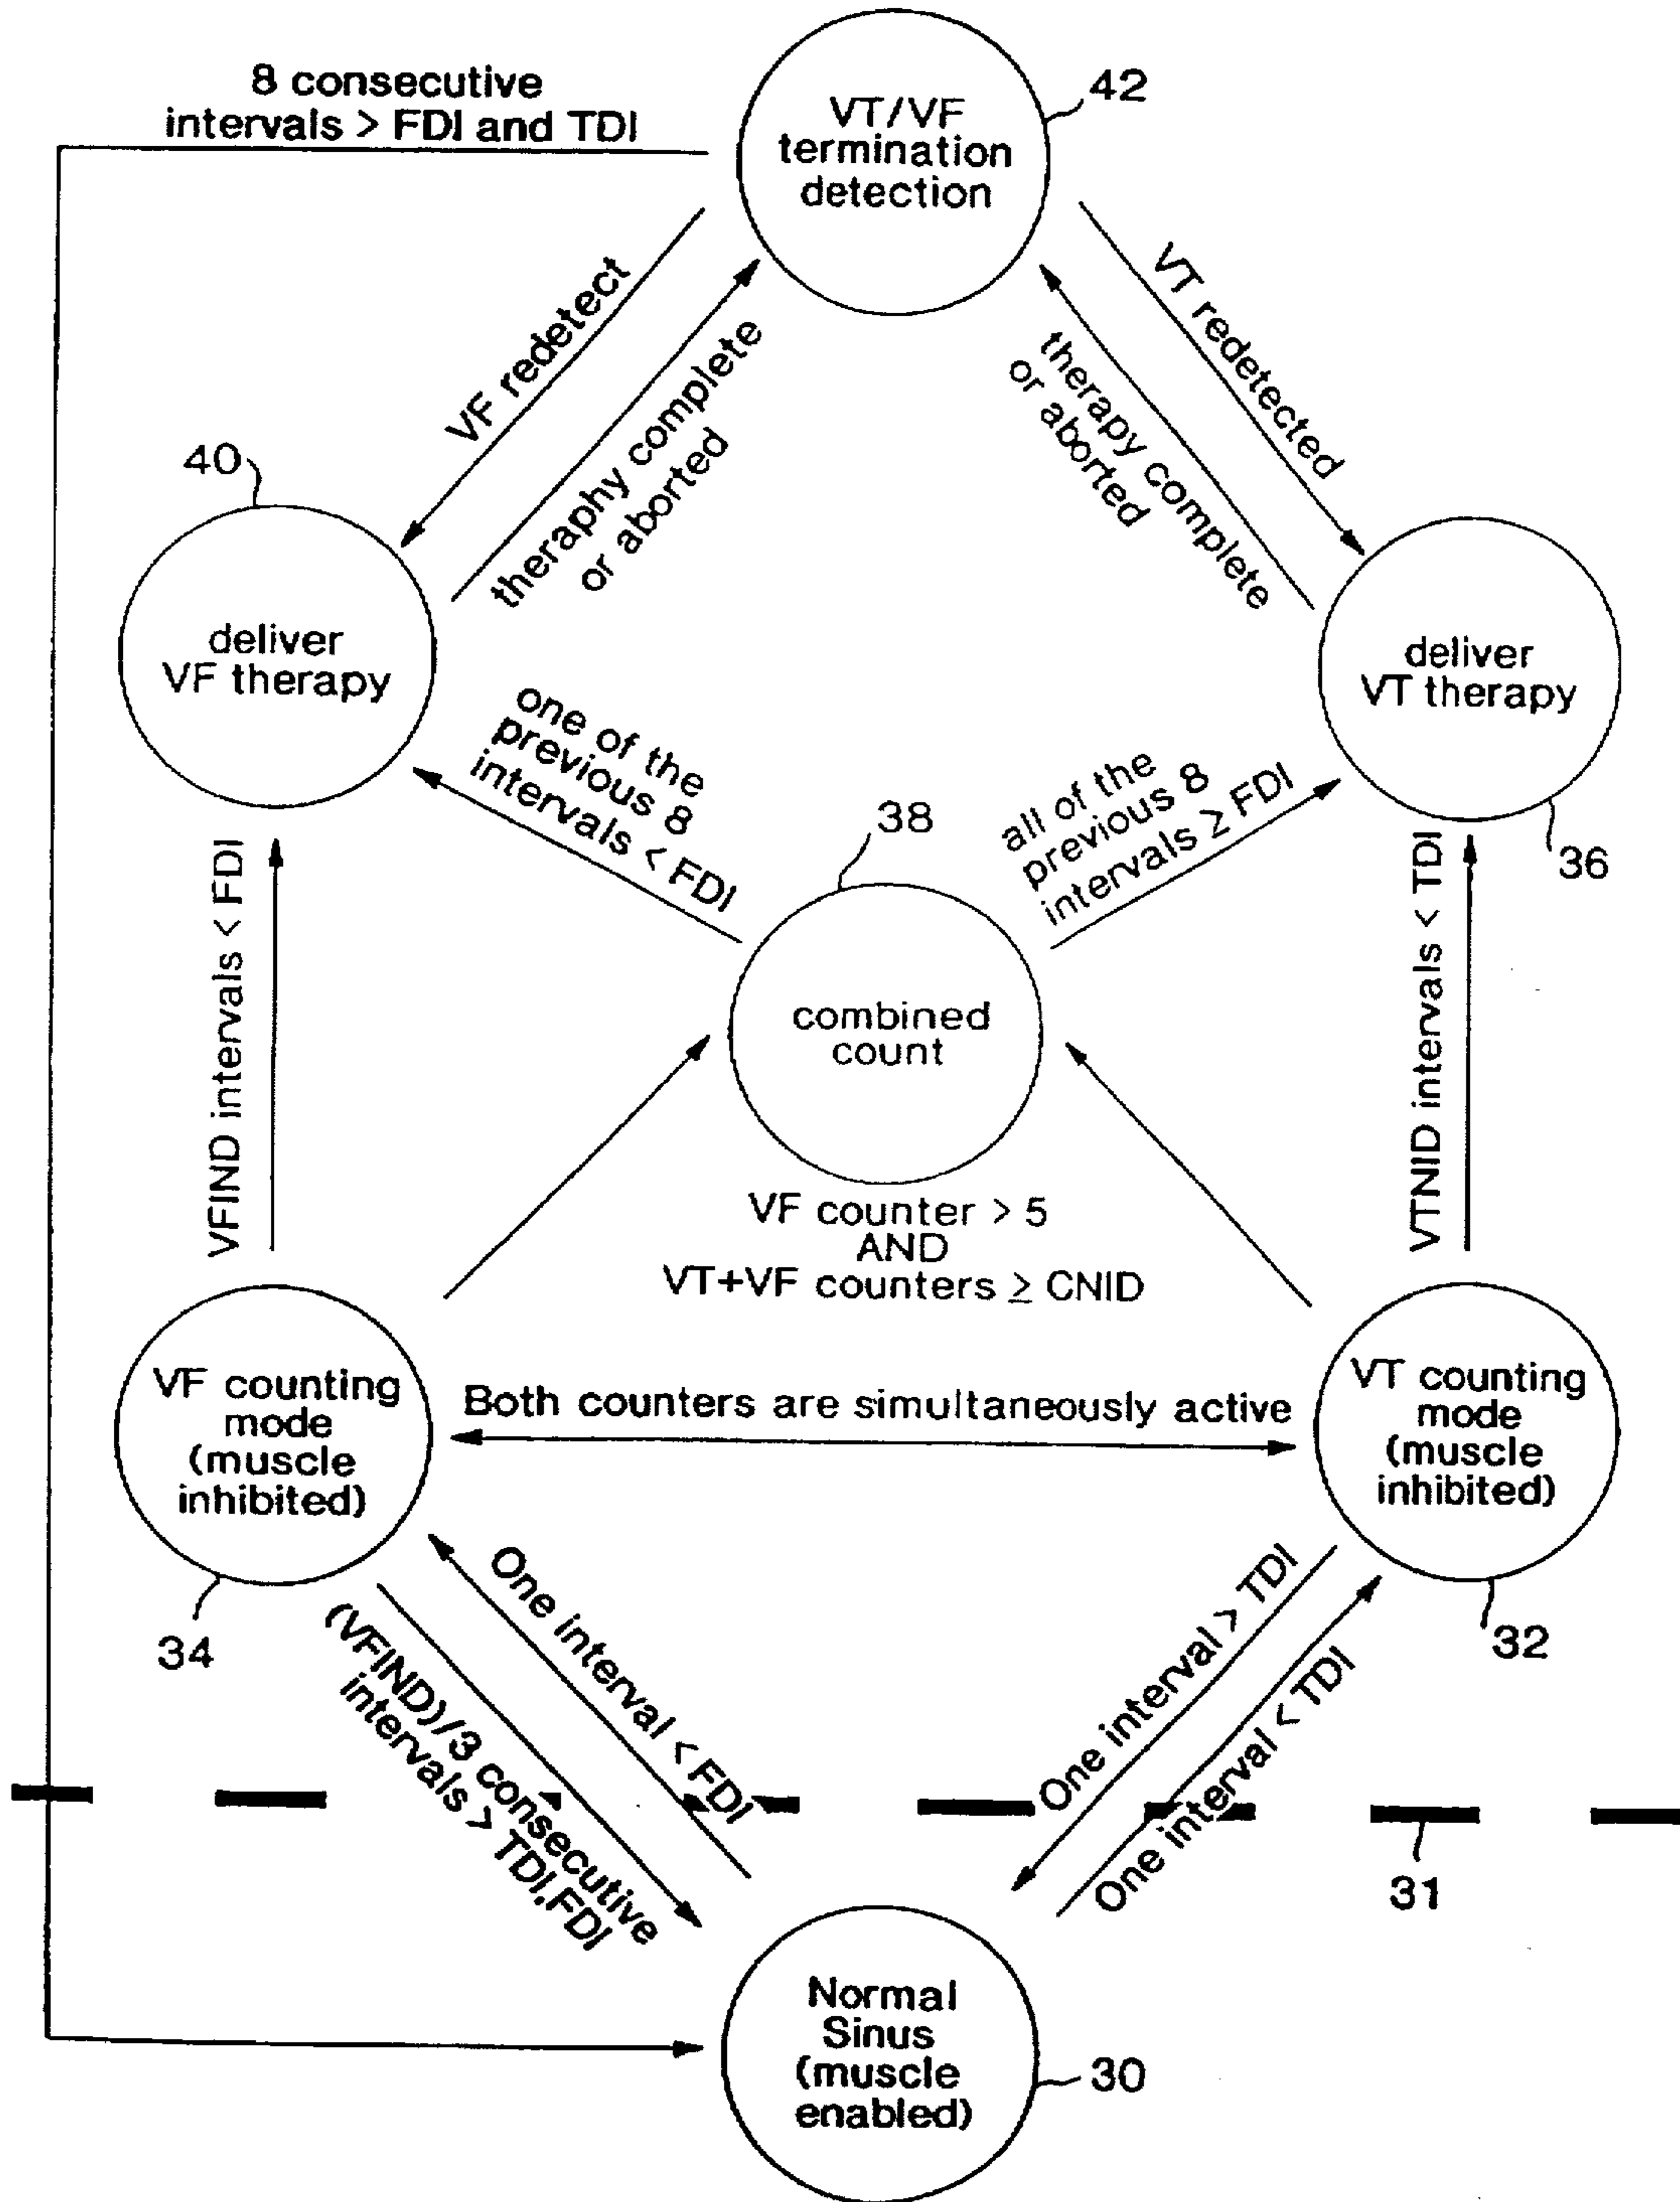 8 consecutive
intervals > FDI and TDI
VT/VF
termination
detection
42
VF redetect
theraphy complete
or aborted
VT redetected
therapy complete
or aborted
40
deliver
VF therapy
deliver
VT therapy
36
one of the
previous 8
intervals < FDI
all of the
previous 8
intervals ≥ FDI
38
combined
count
VFIND intervals < FDI
VTNID intervals < TDI
VF counter > 5
AND
VT+VF counters ≥ CNID
VF counting
mode
(muscle
inhibited)
34
Both counters are simultaneously active
VT counting
mode
(muscle
inhibited)
32
One interval < FDI
(VFIND)/3 consecutive
intervals > TDI,FDI
One interval > TDI
One interval < TDI
31
Normal
Sinus
(muscle
enabled)
30